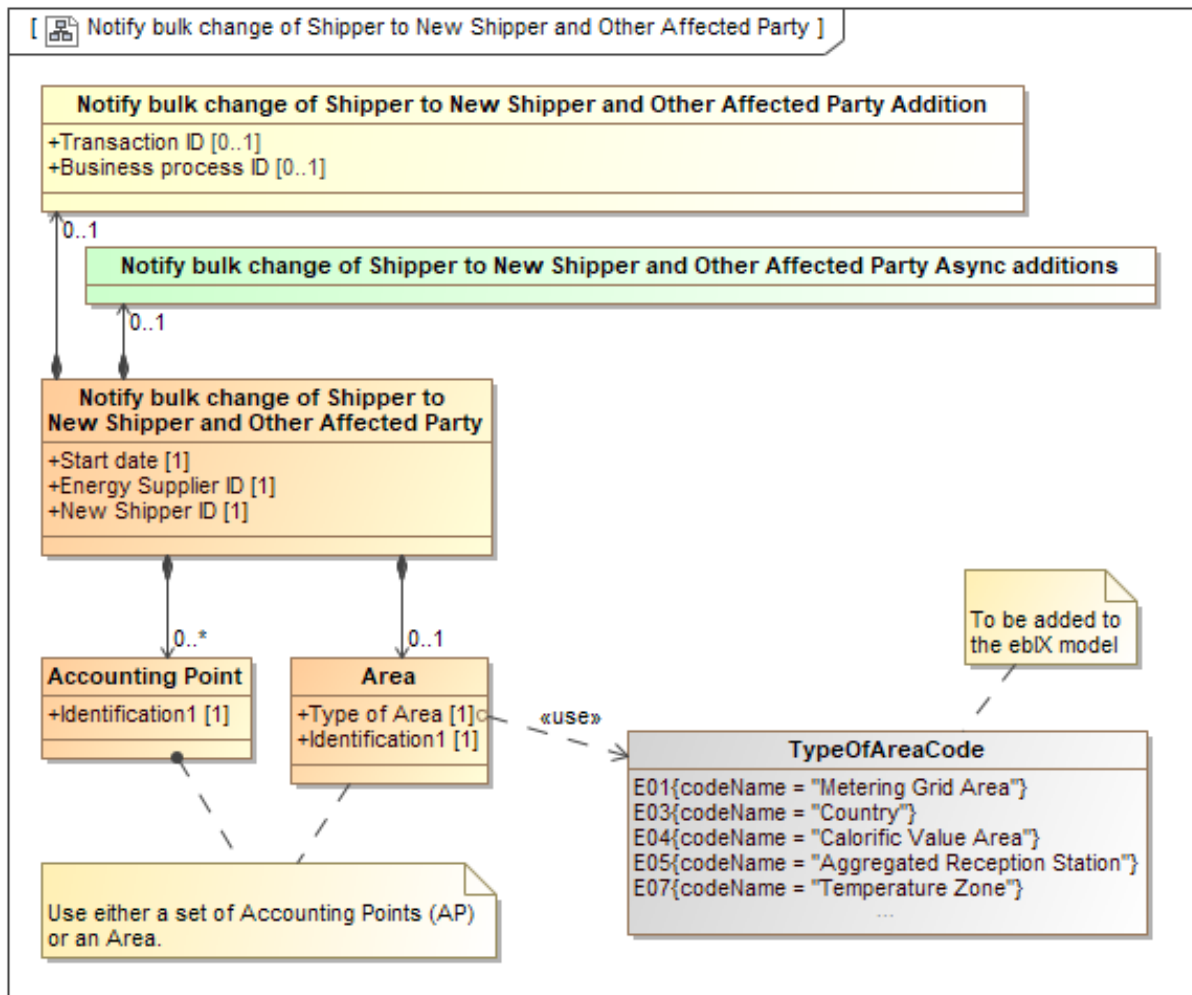 [ Notify bulk change of Shipper to New Shipper and Other Affected Party ]
Notify bulk change of Shipper to New Shipper and Other Affected Party Addition
+Transaction ID [0..1]
+Business process ID [0..1]
0..1
Notify bulk change of Shipper to New Shipper and Other Affected Party Async additions
0..1
Notify bulk change of Shipper to
New Shipper and Other Affected Party
+Start date [1]
+Energy Supplier ID [1]
+New Shipper ID [1]
0..*
0..1
Accounting Point
+Identification1 [1]
Area
+Type of Area [1]
+Identification1 [1]
«use»
To be added to
the ebIX model
TypeOfAreaCode
E01{codeName = "Metering Grid Area"}
E03{codeName = "Country"}
E04{codeName = "Calorific Value Area"}
E05{codeName = "Aggregated Reception Station"}
E07{codeName = "Temperature Zone"}
...
Use either a set of Accounting Points (AP)
or an Area.